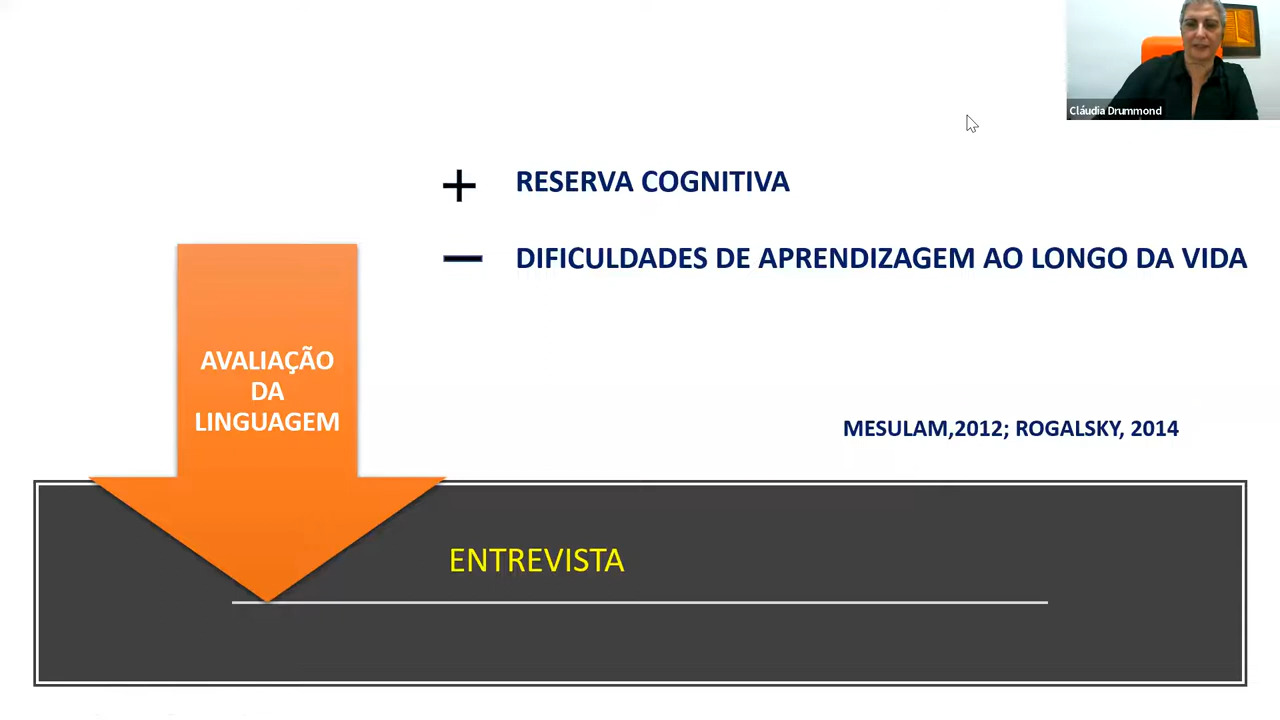 Cláudia Drummond
+ RESERVA COGNITIVA
— DIFICULDADES DE APRENDIZAGEM AO LONGO DA VIDA
AVALIAÇÃO
DA
LINGUAGEM
MESULAM,2012; ROGALSKY, 2014
ENTREVISTA